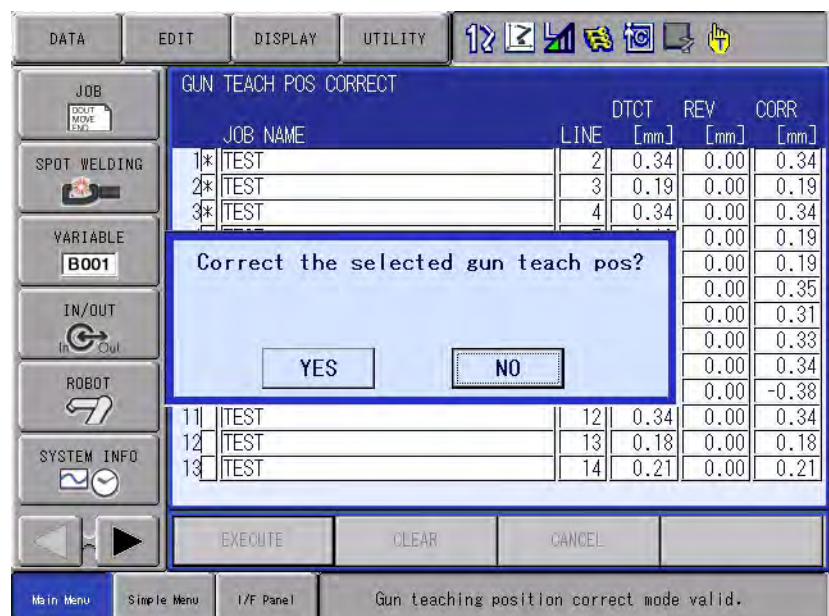 DATA EDIT DISPLAY UTILITY
JOB
DOUT
MOVE
END
SPOT WELDING
VARIABLE
B001
IN/OUT
In Out
ROBOT
SYSTEM INFO
GUN TEACH POS CORRECT
DTCT REV CORR
JOB NAME LINE [mm] [mm] [mm]
1 * TEST 2 0.34 0.00 0.34
2 * TEST 3 0.19 0.00 0.19
3 * TEST 4 0.34 0.00 0.34
0.00 0.19
0.00 0.19
0.00 0.35
0.00 0.31
0.00 0.33
0.00 0.34
0.00 -0.38
11 TEST 12 0.34 0.00 0.34
12 TEST 13 0.18 0.00 0.18
13 TEST 14 0.21 0.00 0.21
Correct the selected gun teach pos?
YES NO
EXECUTE CLEAR CANCEL
Main Menu Simple Menu I/F Panel Gun teaching position correct mode valid.